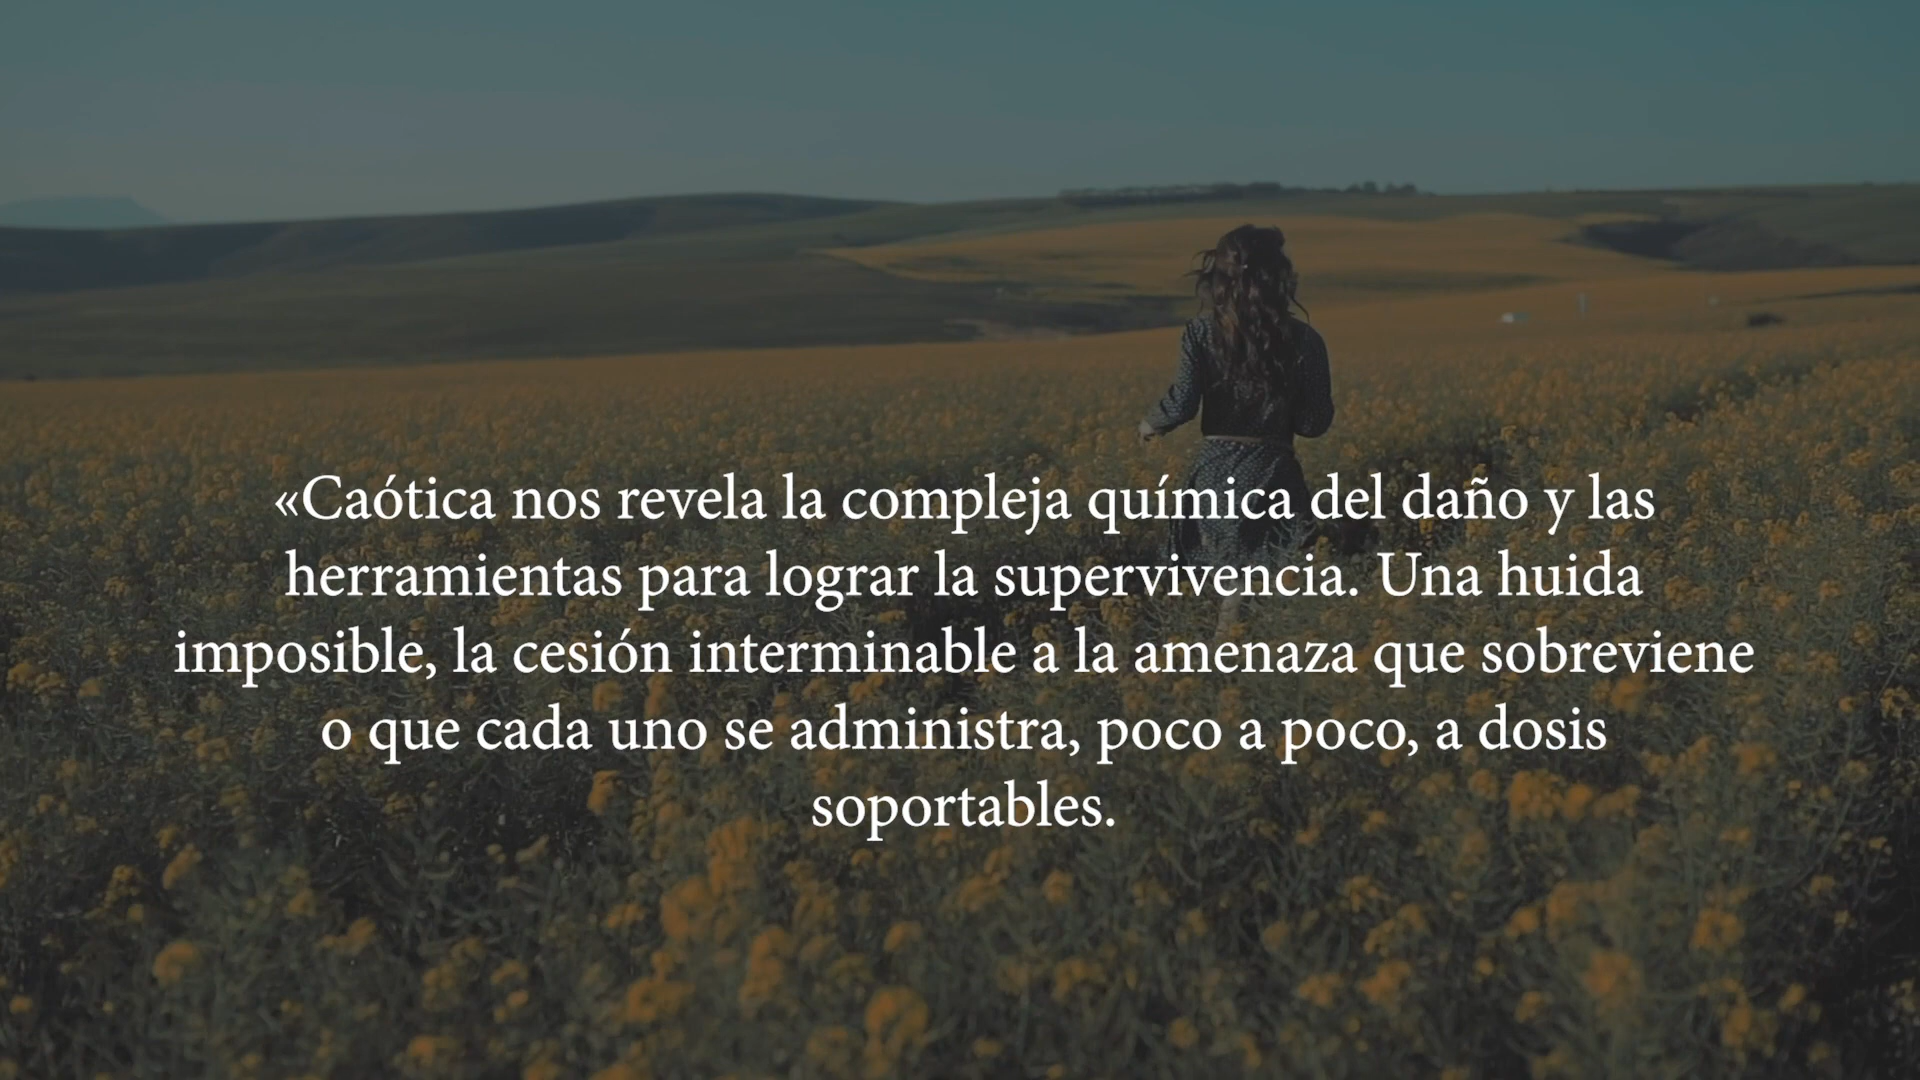 «Caótica nos revela la compleja química del daño y las
herramientas para lograr la supervivencia. Una huida
imposible, la cesión interminable a la amenaza que sobreviene
o que cada uno se administra, poco a poco, a dosis
soportables.